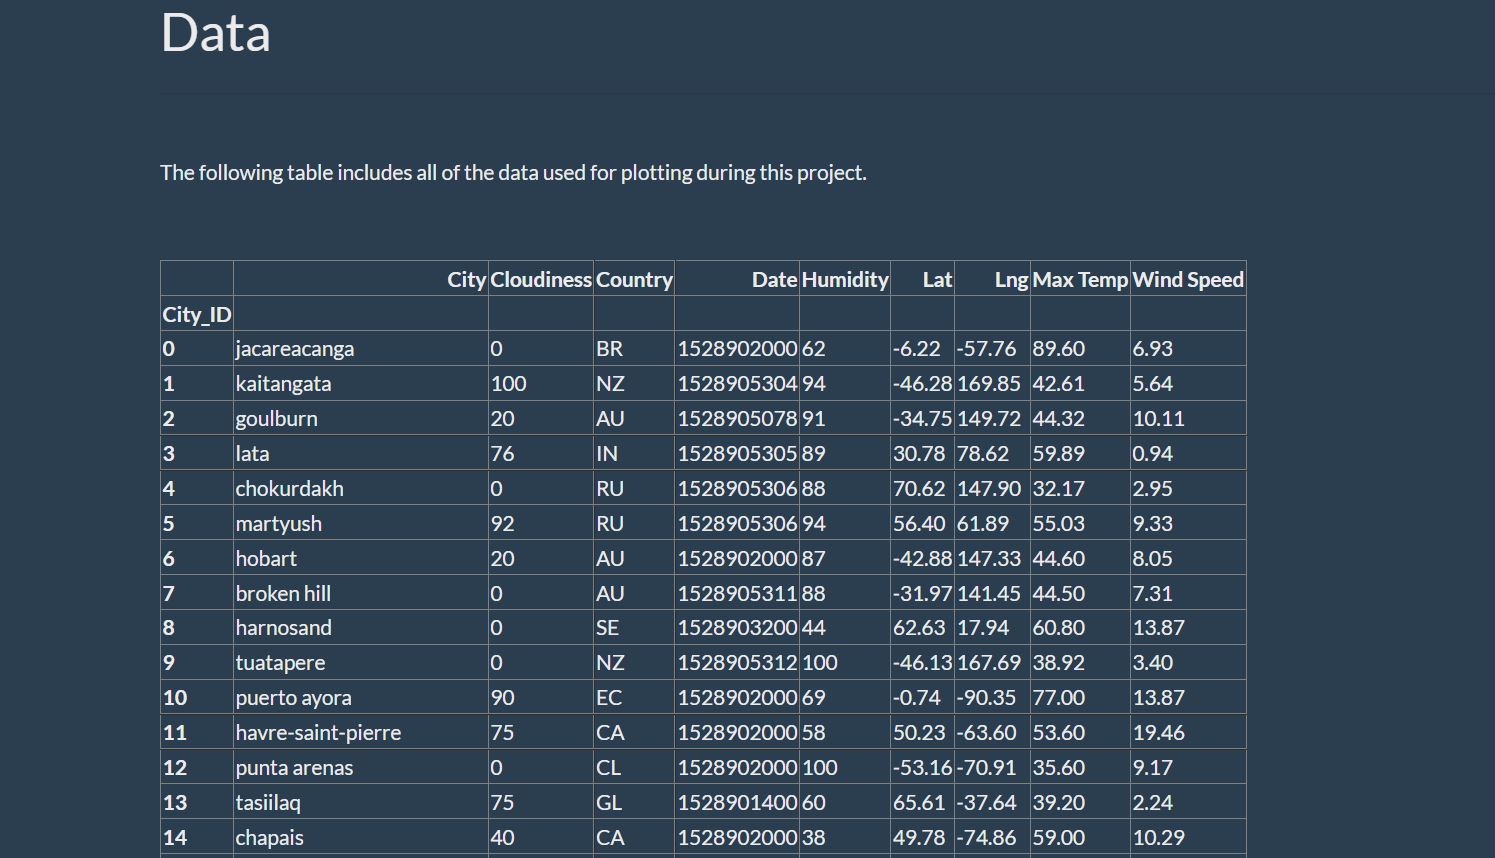 Data
The following table includes all of the data used for plotting during this project.
City Cloudiness Country Date Humidity Lat Lng Max Temp Wind Speed
City_ID
0 jacareacanga 0 BR 1528902000 62 -6.22 -57.76 89.60 6.93
1 kaitangata 100 NZ 1528905304 94 -46.28 169.85 42.61 5.64
2 goulburn 20 AU 1528905078 91 -34.75 149.72 44.32 10.11
3 lata 76 IN 1528905305 89 30.78 78.62 59.89 0.94
4 chokurdakh 0 RU 1528905306 88 70.62 147.90 32.17 2.95
5 martyush 92 RU 1528905306 94 56.40 61.89 55.03 9.33
6 hobart 20 AU 1528902000 87 -42.88 147.33 44.60 8.05
7 broken hill 0 AU 1528905311 88 -31.97 141.45 44.50 7.31
8 harnosand 0 SE 1528903200 44 62.63 17.94 60.80 13.87
9 tuatapere 0 NZ 1528905312 100 -46.13 167.69 38.92 3.40
10 puerto ayora 90 EC 1528902000 69 -0.74 -90.35 77.00 13.87
11 havre-saint-pierre 75 CA 1528902000 58 50.23 -63.60 53.60 19.46
12 punta arenas 0 CL 1528902000 100 -53.16 -70.91 35.60 9.17
13 tasiilaq 75 GL 1528901400 60 65.61 -37.64 39.20 2.24
14 chapais 40 CA 1528902000 38 49.78 -74.86 59.00 10.29